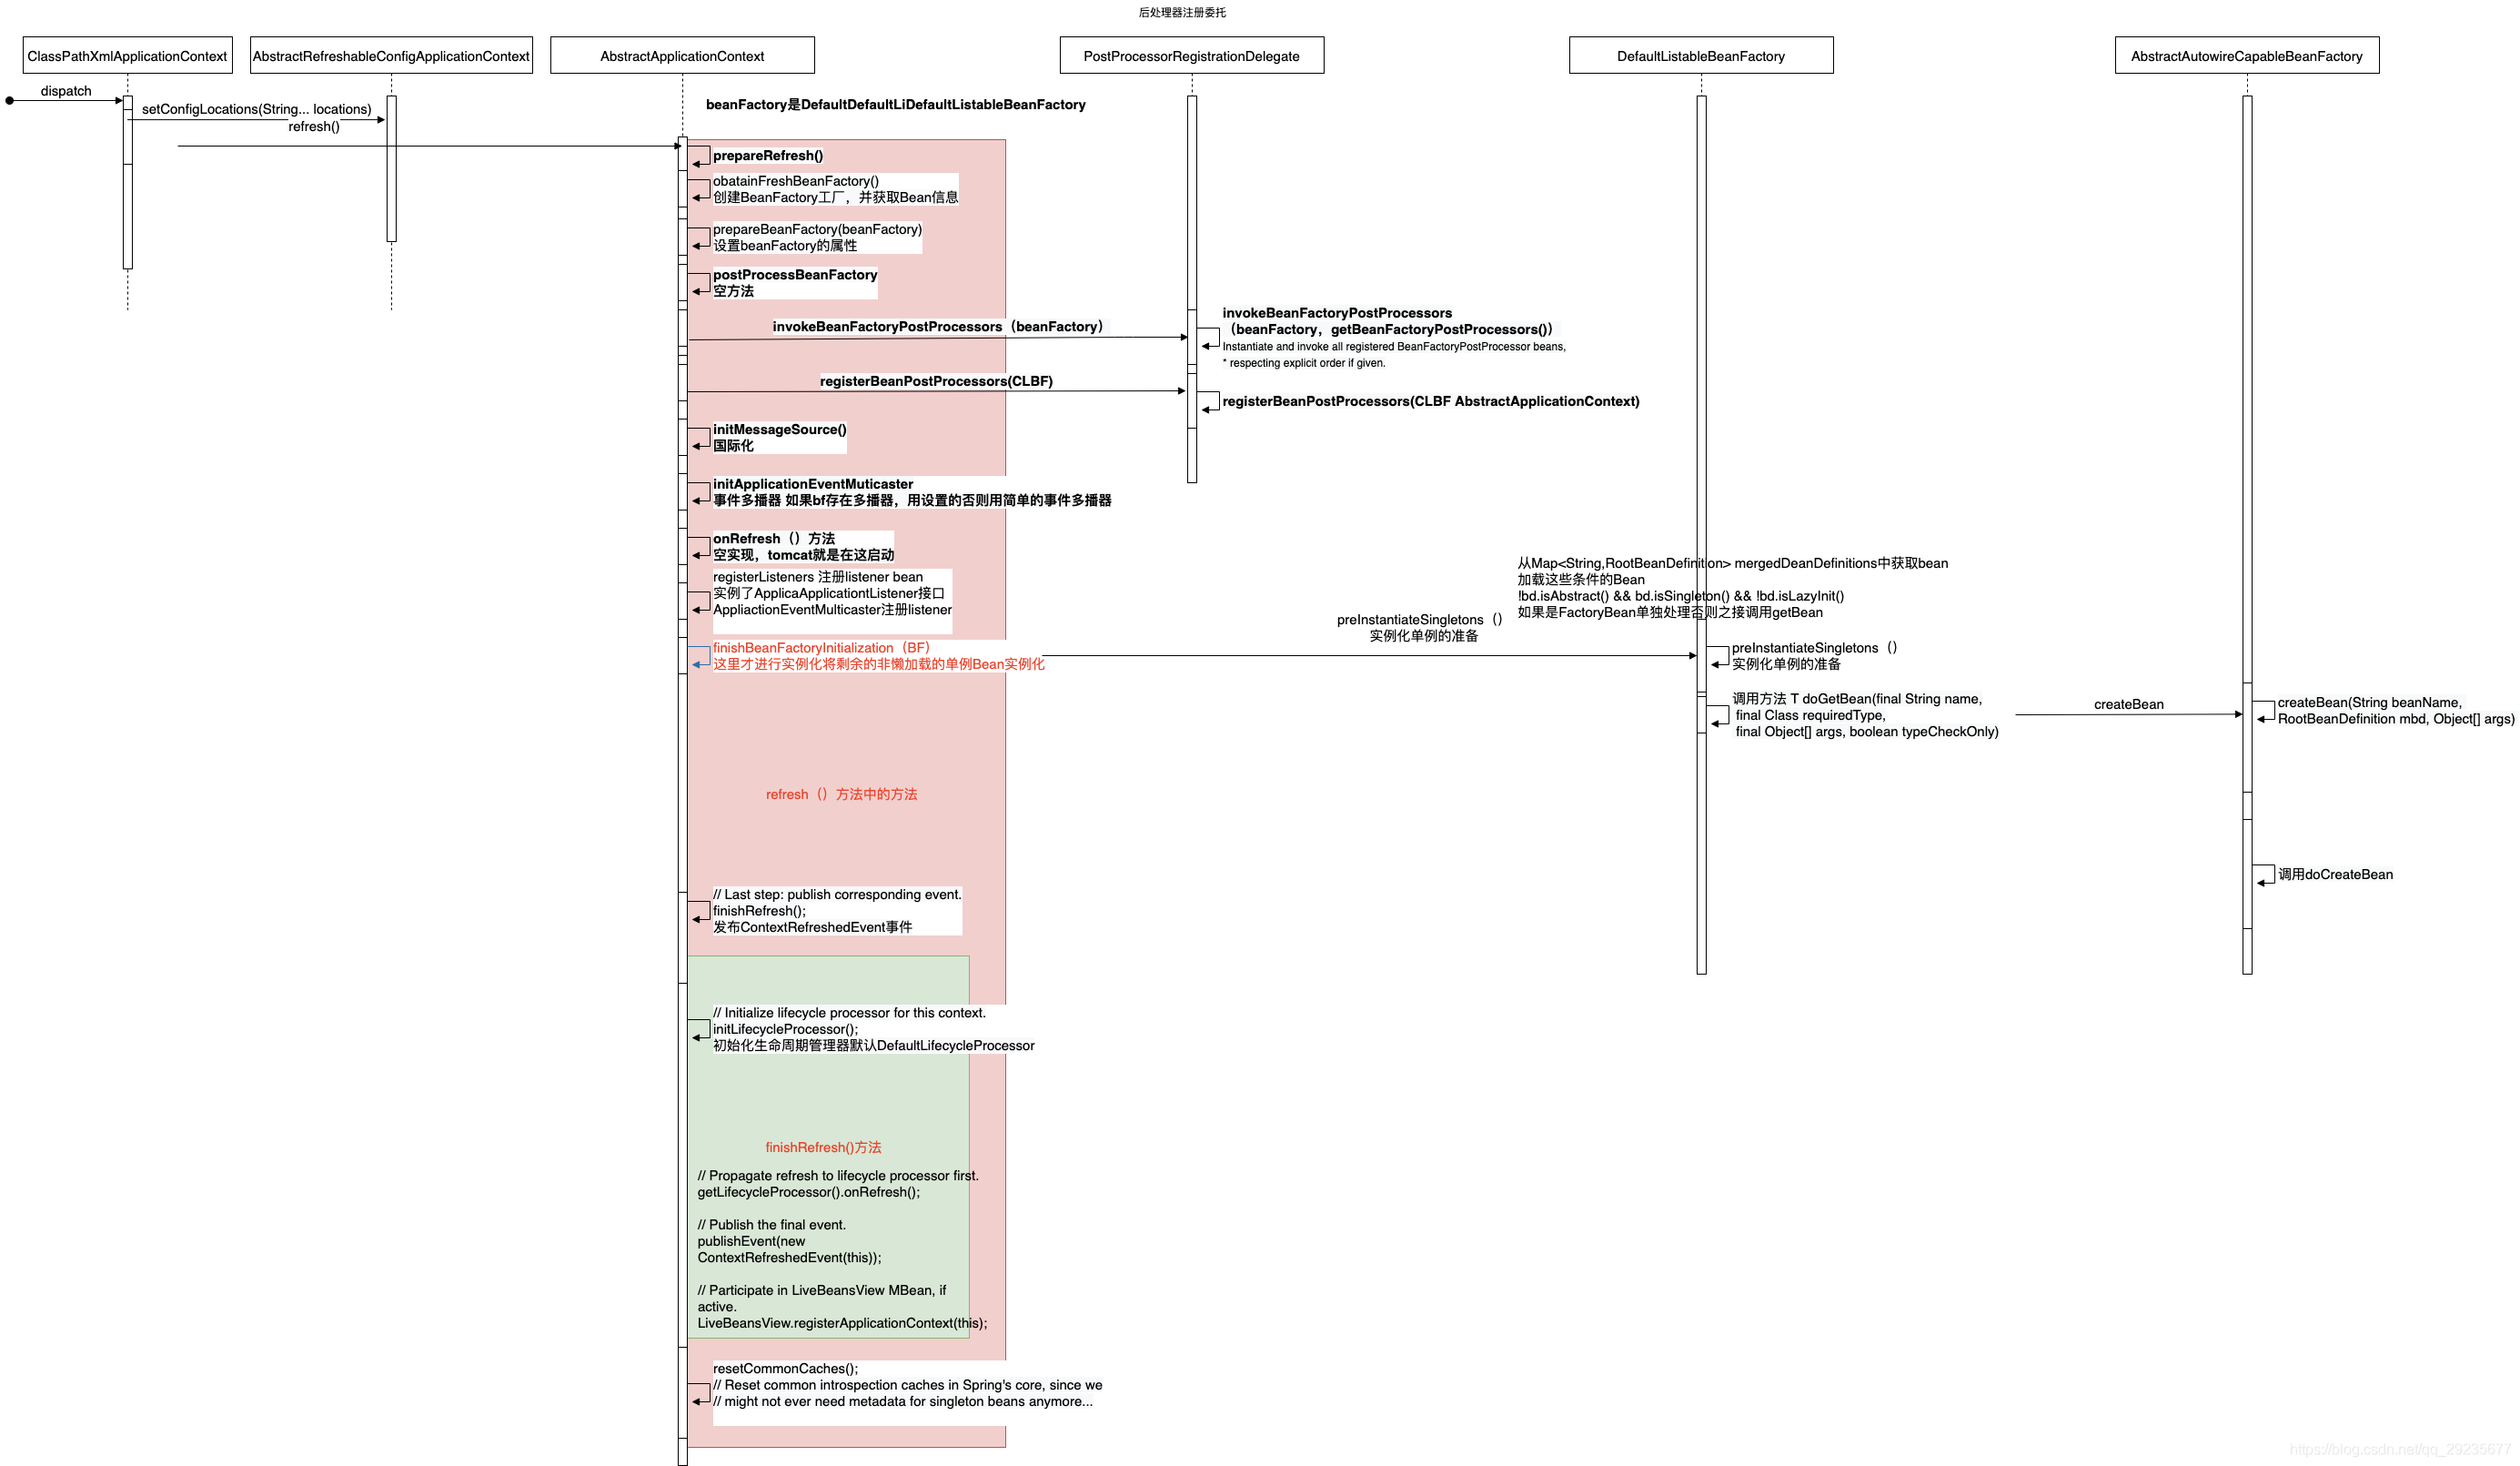 后处理器注册委托
ClassPathXmlApplicationContext
AbstractRefreshableConfigApplicationContext
AbstractApplicationContext
PostProcessorRegistrationDelegate
DefaultListableBeanFactory
AbstractAutowireCapableBeanFactory
dispatch
setConfigLocations(String... locations)
refresh()
beanFactory是DefaultDefaultLiDefaultListableBeanFactory
prepareRefresh()
obatainFreshBeanFactory()
创建BeanFactory工厂，并获取Bean信息
prepareBeanFactory(beanFactory)
设置beanFactory的属性
postProcessBeanFactory
空方法
invokeBeanFactoryPostProcessors（beanFactory）
invokeBeanFactoryPostProcessors
（beanFactory，getBeanFactoryPostProcessors()）
Instantiate and invoke all registered BeanFactoryPostProcessor beans,
* respecting explicit order if given.
registerBeanPostProcessors(CLBF)
registerBeanPostProcessors(CLBF AbstractApplicationContext)
initMessageSource()
国际化
initApplicationEventMuticaster
事件多播器 如果bf存在多播器，用设置的否则用简单的事件多播器
onRefresh（）方法
空实现，tomcat就是在这启动
registerListeners 注册listener bean
实例了ApplicaApplicationtListener接口
AppliactionEventMulticaster注册listener
从Map<String,RootBeanDefinition> mergedDeanDefinitions中获取bean
加载这些条件的Bean
!bd.isAbstract() && bd.isSingleton() && !bd.isLazyInit()
如果是FactoryBean单独处理否则之接调用getBean
finishBeanFactoryInitialization（BF）
这里才进行实例化将剩余的非懒加载的单例Bean实例化
preInstantiateSingletons（）
实例化单例的准备
preInstantiateSingletons（）
实例化单例的准备
调用方法 T doGetBean(final String name,
final Class requiredType,
final Object[] args, boolean typeCheckOnly)
createBean
createBean(String beanName,
RootBeanDefinition mbd, Object[] args)
refresh（）方法中的方法
调用doCreateBean
// Last step: publish corresponding event.
finishRefresh();
发布ContextRefreshedEvent事件
// Initialize lifecycle processor for this context.
initLifecycleProcessor();
初始化生命周期管理器默认DefaultLifecycleProcessor
finishRefresh()方法
// Propagate refresh to lifecycle processor first.
getLifecycleProcessor().onRefresh();
// Publish the final event.
publishEvent(new
ContextRefreshedEvent(this));
// Participate in LiveBeansView MBean, if
active.
LiveBeansView.registerApplicationContext(this);
resetCommonCaches();
// Reset common introspection caches in Spring's core, since we
// might not ever need metadata for singleton beans anymore...
https://blog.csdn.net/qq_29235677